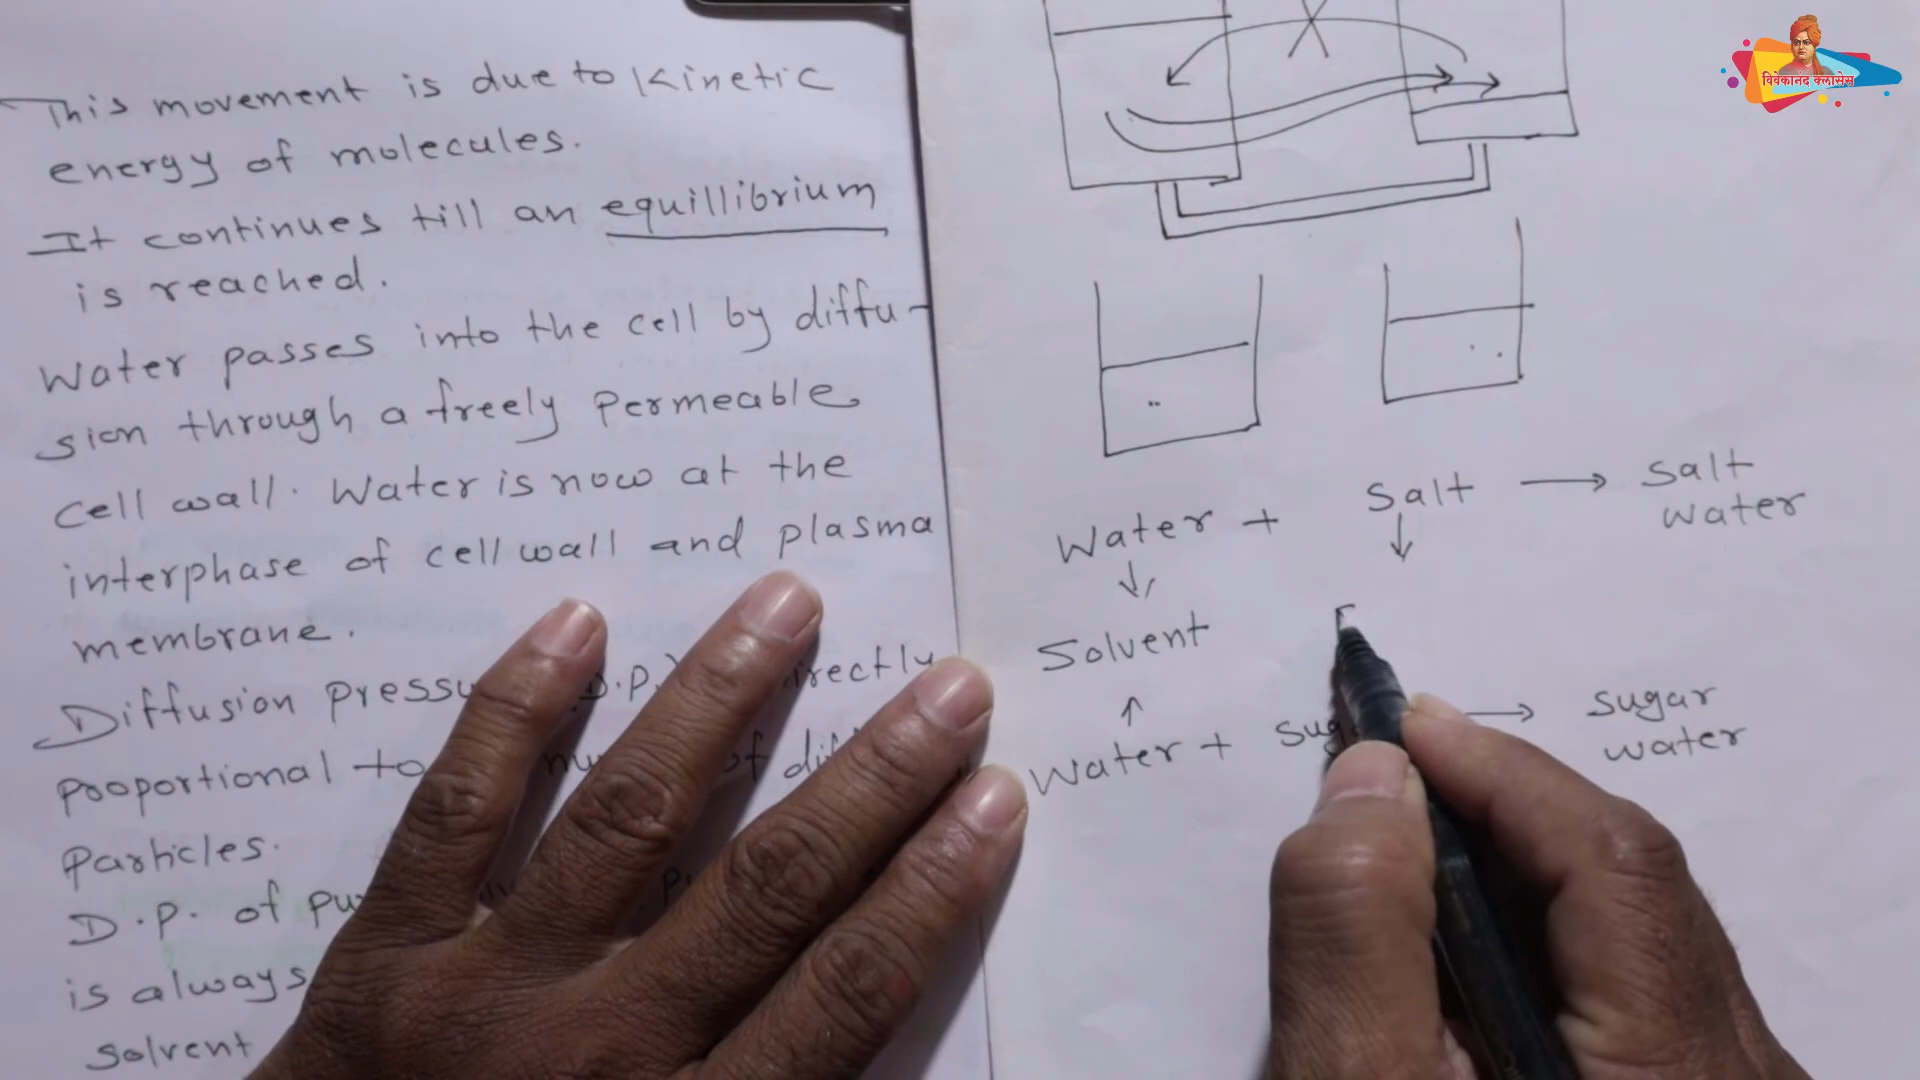 This movement is due to Kinetic
energy of molecules.
It continues till an equillibrium
is reached.
Water passes into the cell by diffu-
sion through a freely permeable
cell wall. Water is now at the
interphase of cell wall and plasma
membrane.
Diffusion
proportional to of
Particles.
D.P. of
is always
solvent
विवेकानंद क्लासेस
Water + Salt → Salt
water
↓ ↓
Solvent
↑
Water + → sugar
water